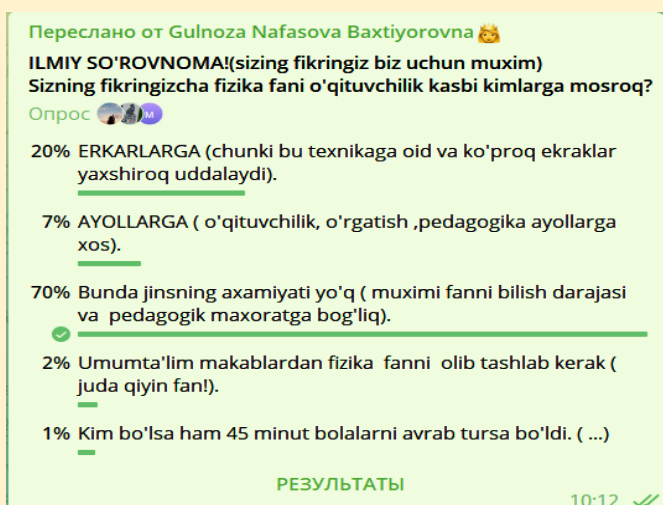 Переслано от Gulnoza Nafasova Baxtiyorovna
ILMIY SO'ROVNOMA!(sizing fikringiz biz uchun muxim)
Sizning fikringizcha fizika fani o'qituvchilik kasbi kimlarga mosroq?
Опрос M
20% ERKARLARGA (chunki bu texnikaga oid va ko'proq ekraklar
yaxshiroq uddalaydi).
7% AYOLLARGA ( o'qituvchilik, o'rgatish ,pedagogika ayollarga
xos).
70% Bunda jinsning axamiyati yo'q ( muximi fanni bilish darajasi
va pedagogik maxoratga bog'liq).
2% Umumta'lim makablardan fizika fanni olib tashlab kerak (
juda qiyin fan!).
1% Kim bo'lsa ham 45 minut bolalarni avrab tursa bo'ldi. ( ...)
РЕЗУЛЬТАТЫ
10:12